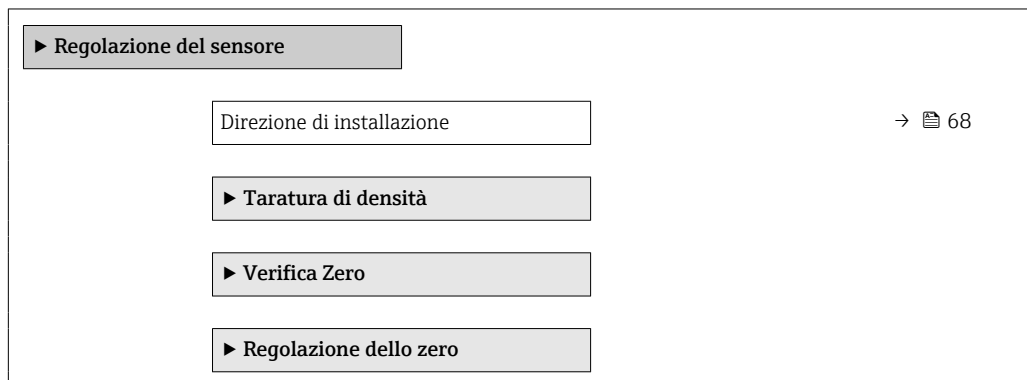 ▶ Regolazione del sensore
Direzione di installazione → 68
▶ Taratura di densità
▶ Verifica Zero
▶ Regolazione dello zero